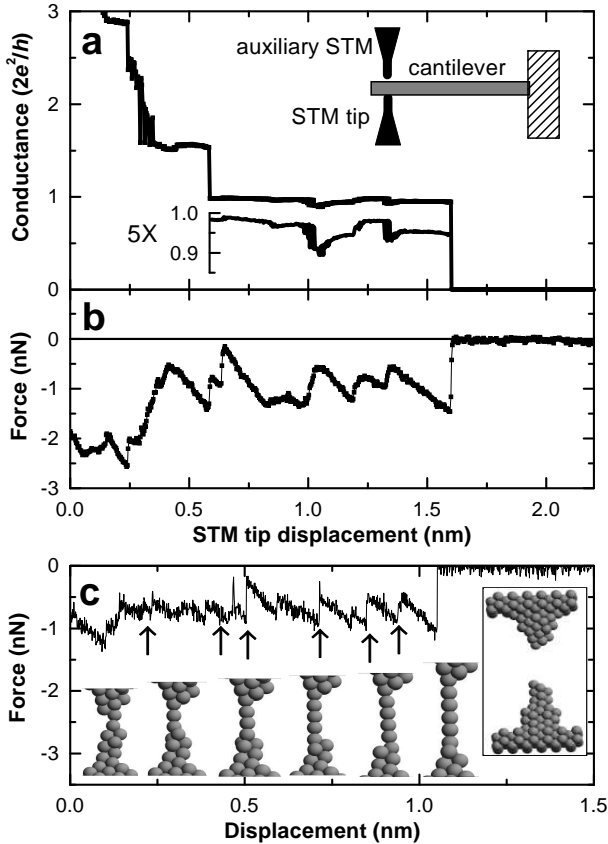 a
auxiliary STM
cantilever
STM tip
Conductance (2e²/h)
3
2
1
0
5X
1.0
0.9
b
Force (nN)
0
-1
-2
-3
0.0 0.5 1.0 1.5 2.0
STM tip displacement (nm)
c
Force (nN)
0
-1
-2
-3
0.0 0.5 1.0 1.5
Displacement (nm)